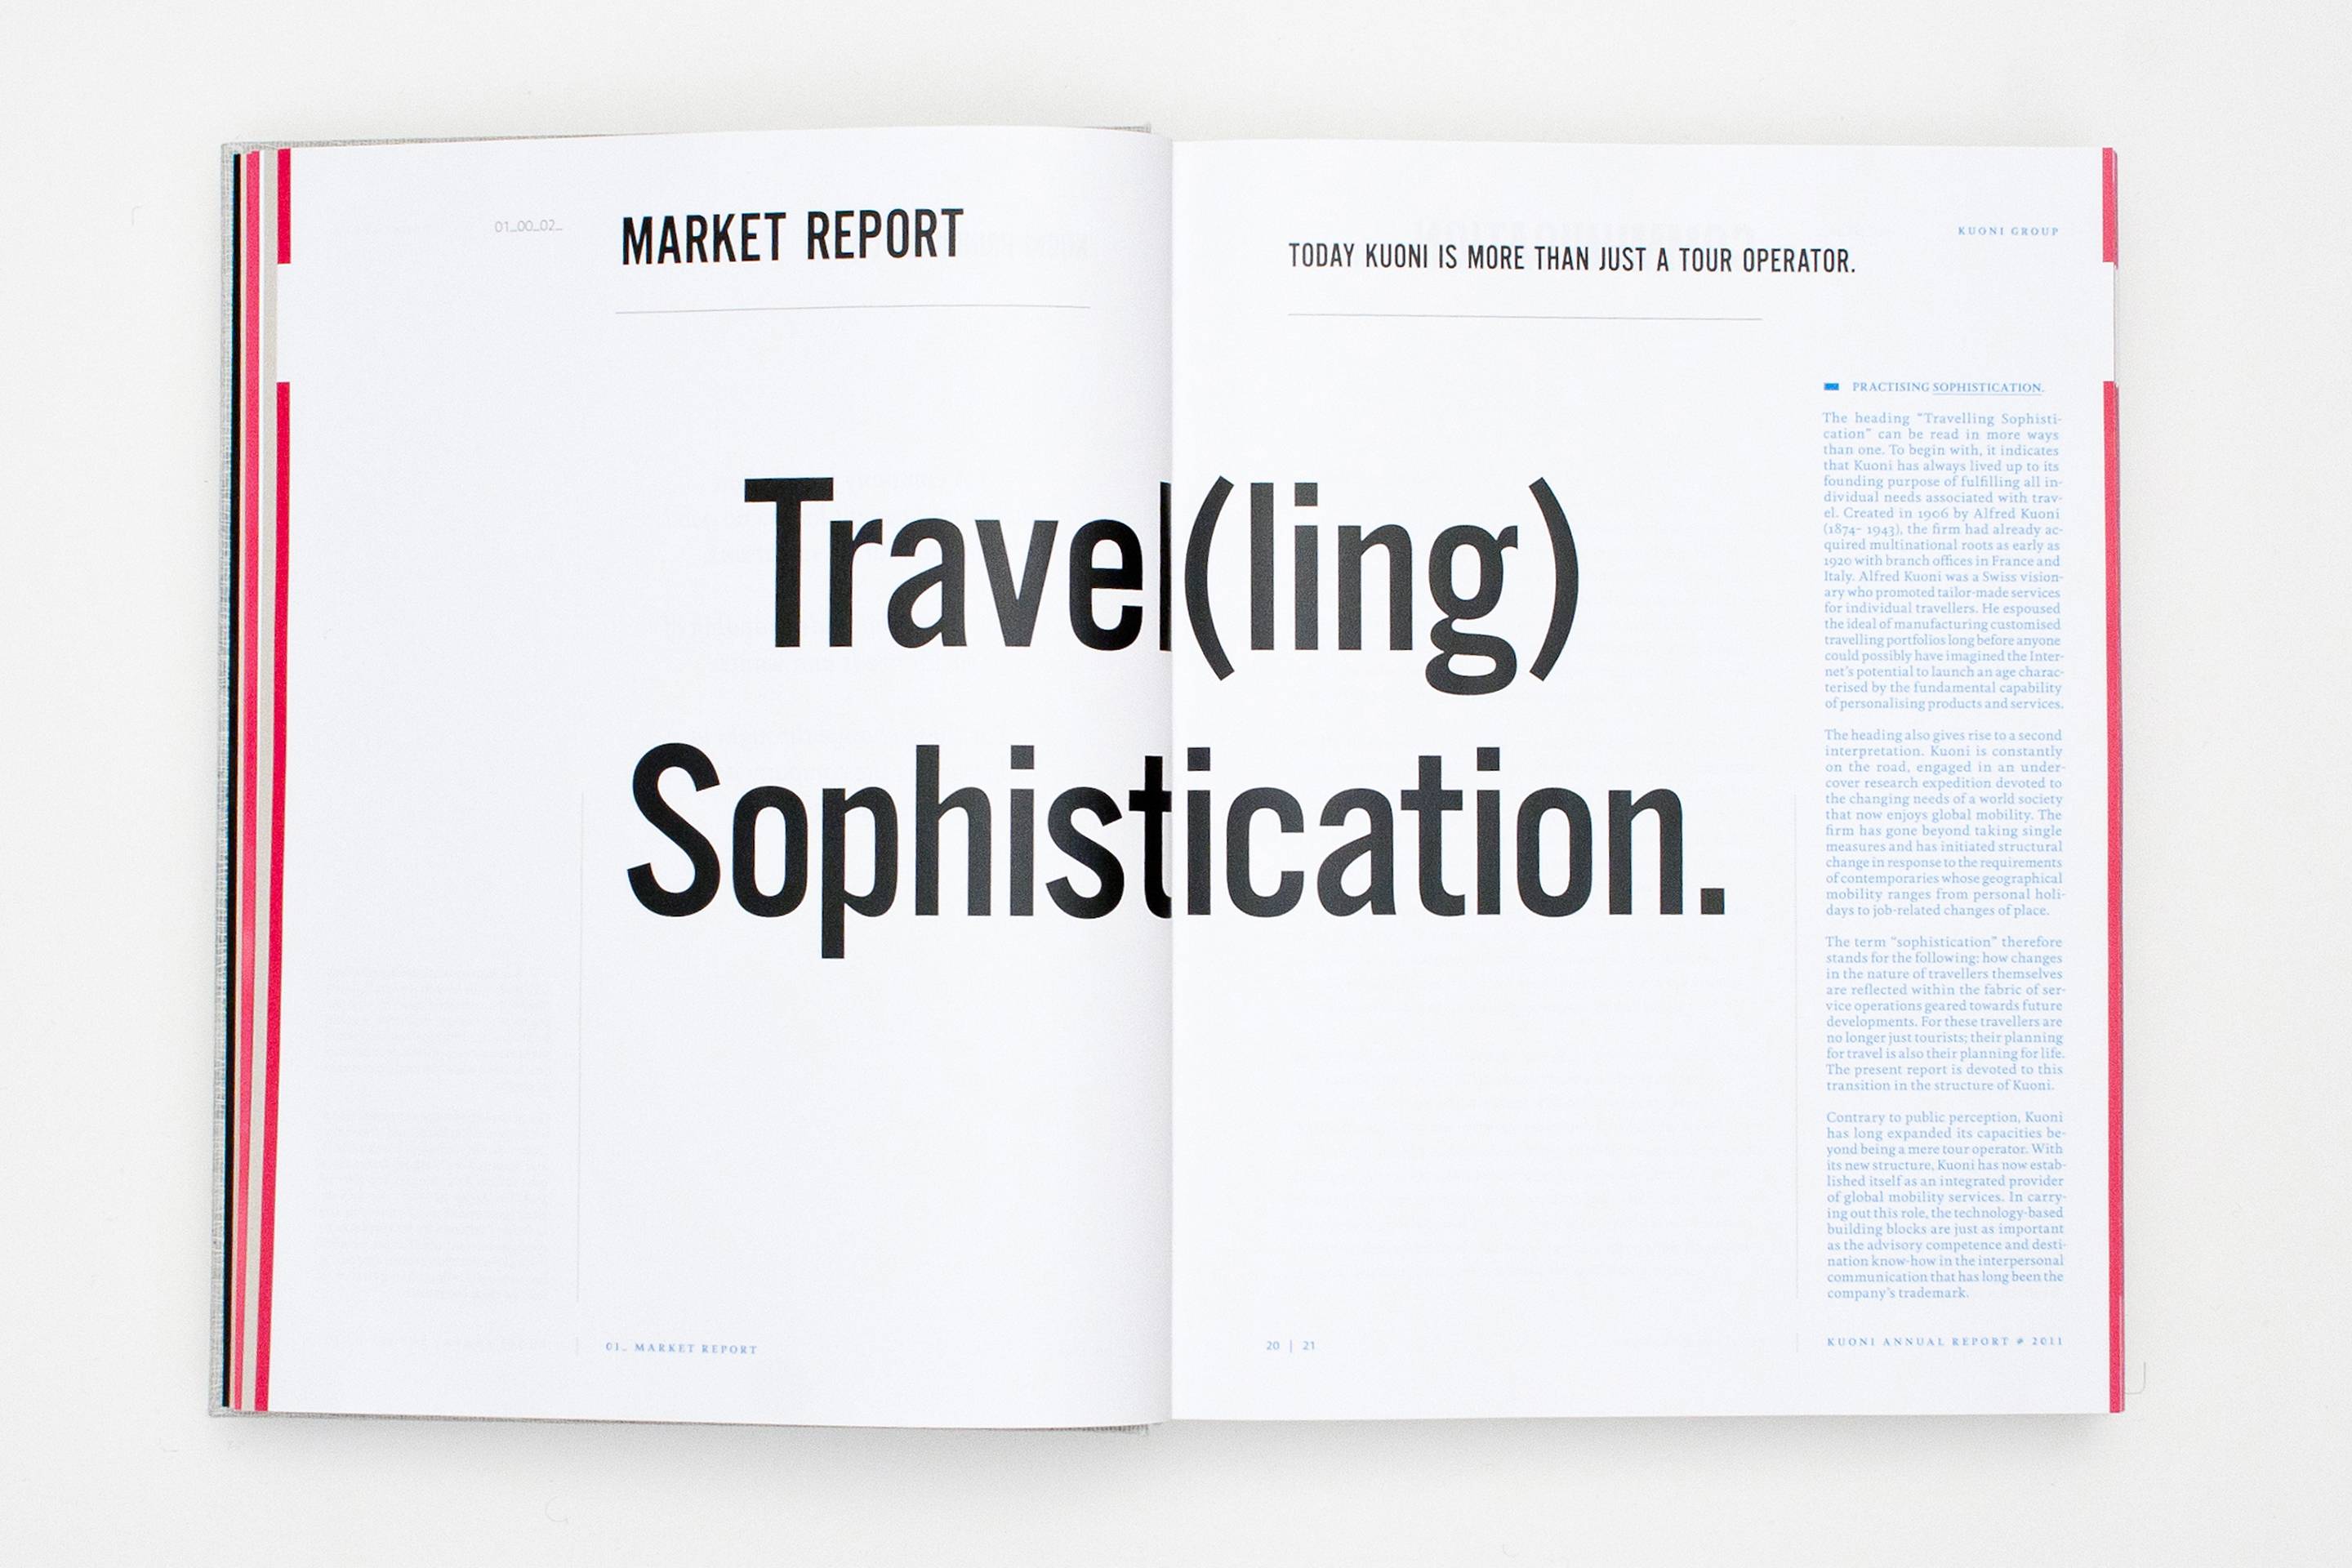 01_00_02_
MARKET REPORT
Travel(ling)
Sophistication.
01_ MARKET REPORT
TODAY KUONI IS MORE THAN JUST A TOUR OPERATOR.
KUONI GROUP
PRACTISING SOPHISTICATION.
The heading “Travelling Sophisti-
cation” can be read in more ways
than one. To begin with, it indicates
that Kuoni has always lived up to its
founding purpose of fulfilling all in-
dividual needs associated with trav-
el. Created in 1906 by Alfred Kuoni
(1874– 1943), the firm had already ac-
quired multinational roots as early as
1920 with branch offices in France and
Italy. Alfred Kuoni was a Swiss vision-
ary who promoted tailor-made services
for individual travellers. He espoused
the ideal of manufacturing customised
travelling portfolios long before anyone
could possibly have imagined the Inter-
net’s potential to launch an age charac-
terised by the fundamental capability
of personalising products and services.
The heading also gives rise to a second
interpretation. Kuoni is constantly
on the road, engaged in an under-
cover research expedition devoted to
the changing needs of a world society
that now enjoys global mobility. The
firm has gone beyond taking single
measures and has initiated structural
change in response to the requirements
of contemporaries whose geographical
mobility ranges from personal holi-
days to job-related changes of place.
The term “sophistication” therefore
stands for the following: how changes
in the nature of travellers themselves
are reflected within the fabric of ser-
vice operations geared towards future
developments. For these travellers are
no longer just tourists; their planning
for travel is also their planning for life.
The present report is devoted to this
transition in the structure of Kuoni.
Contrary to public perception, Kuoni
has long expanded its capacities be-
yond being a mere tour operator. With
its new structure, Kuoni has now estab-
lished itself as an integrated provider
of global mobility services. In carry-
ing out this role, the technology-based
building blocks are just as important
as the advisory competence and desti-
nation know-how in the interpersonal
communication that has long been the
company’s trademark.
20 | 21
KUONI ANNUAL REPORT # 2011